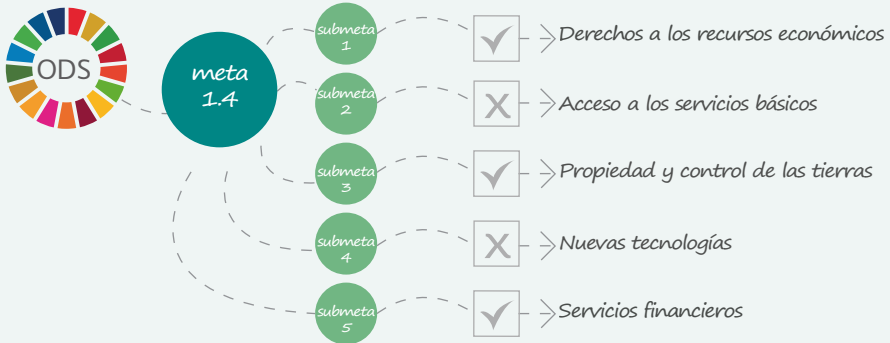 ODS
meta
1.4
submeta
1
Derechos a los recursos económicos
submeta
2
X
Acceso a los servicios básicos
submeta
3
Propiedad y control de las tierras
submeta
4
X
Nuevas tecnologías
submeta
5
Servicios financieros